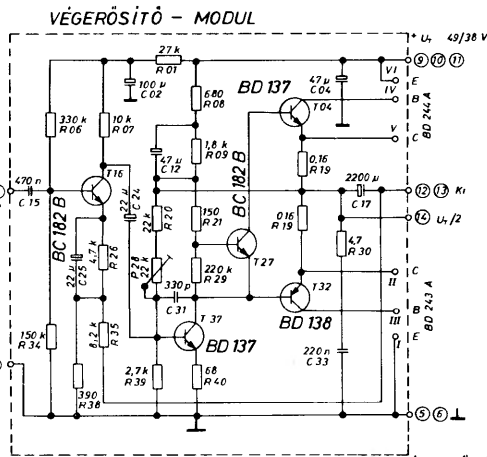 VÉGERŐSÍTŐ - MODUL
+ U₁ 49/38 V
27 k
R 01
9 10 11
100 µ
C 02
BD 137
47 µ
C 04
VI
E
IV
B
680
R 08
T 04
330 k
R 06
10 k
R 07
V
C
BD 244 A
1,8 k
R 09
0,16
R 19
47 µ
C 12
T 16
470 n
C 15
2200 µ
C 17
12 13 K₁
BC 182 B
22 µ
C 24
22 k
R 20
150
R 21
BC 182 B
0,16
R 19
14 U₁/2
4,7
R 30
T 27
22 µ
C 25
4,7 k
R 26
P 28
22 k
220 k
R 29
C
II
330 p
C 31
T 32
BD 243 A
B
III
BD 138
T 37
BD 137
E
I
150 k
R 34
8,2 k
R 35
220 n
C 33
390
R 38
2,7 k
R 39
68
R 40
5 6 ⊥